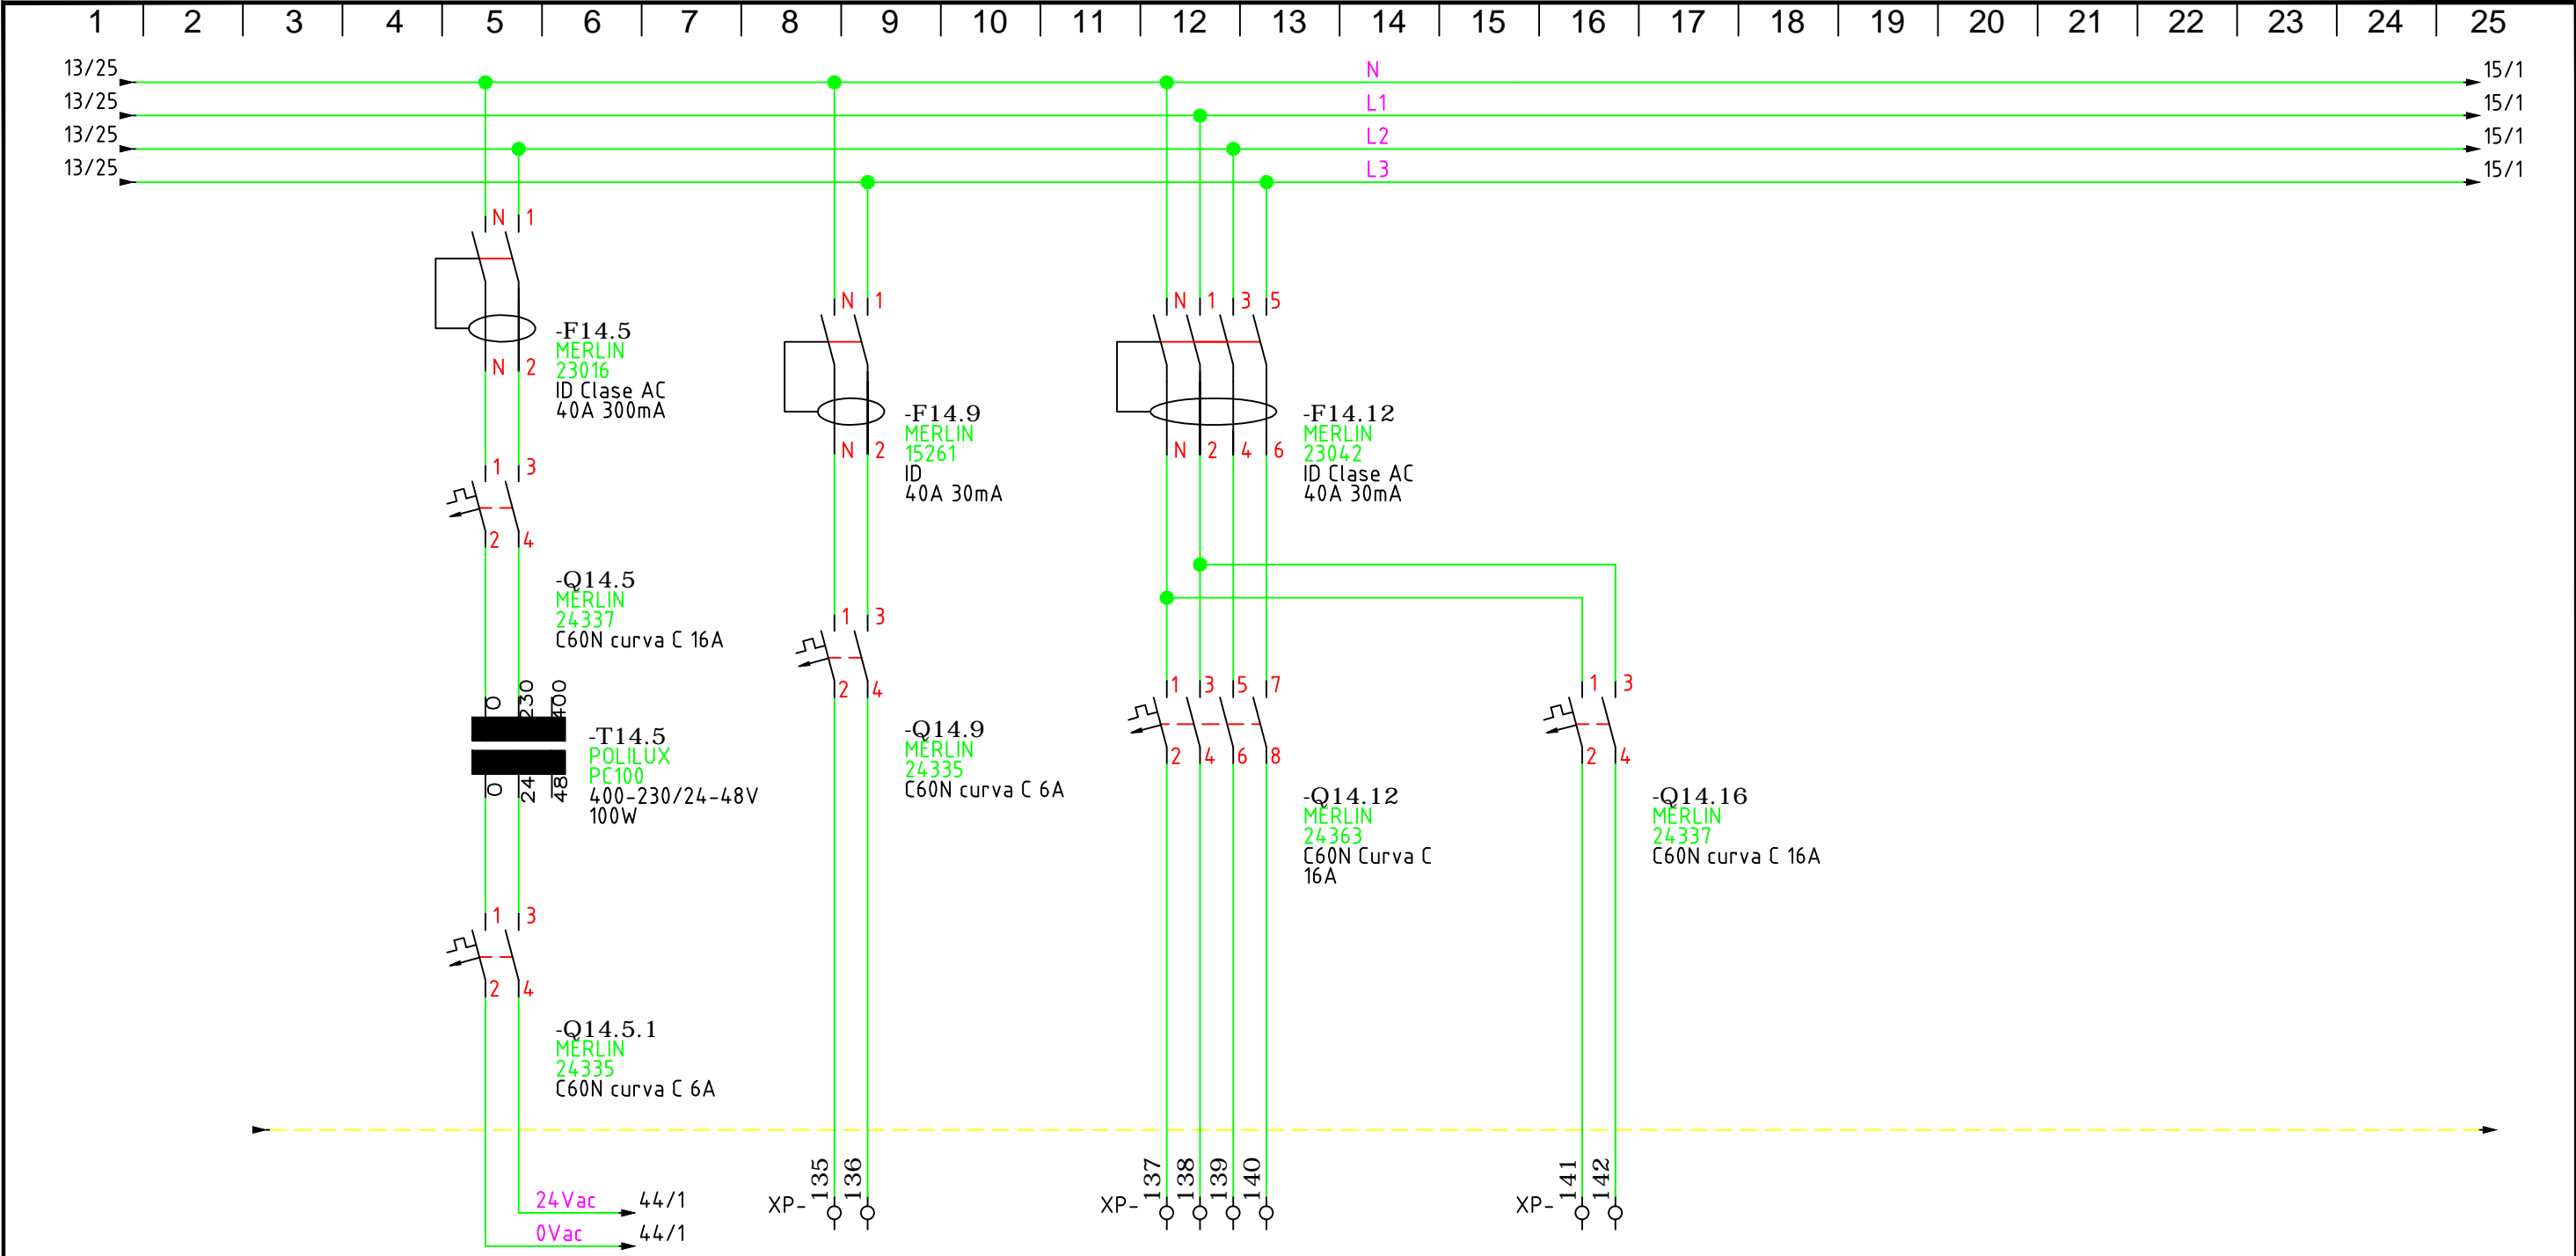 1 2 3 4 5 6 7 8 9 10 11 12 13 14 15 16 17 18 19 20 21 22 23 24 25
13/25 N 15/1
13/25 L1 15/1
13/25 L2 15/1
13/25 L3 15/1
N 1
-F14.5
MERLIN
23016
ID Clase AC
40A 300mA
N 2
1 3
2 4
-Q14.5
MERLIN
24337
C60N curva C 16A
0 230 400
-T14.5
POLILUX
PC100
400-230/24-48V
100W
0 24 48
1 3
2 4
-Q14.5.1
MERLIN
24335
C60N curva C 6A
24Vac 44/1
0Vac 44/1
N 1
-F14.9
MERLIN
15261
ID
40A 30mA
N 2
1 3
2 4
-Q14.9
MERLIN
24335
C60N curva C 6A
XP- 135 136
N 1 3 5
-F14.12
MERLIN
23042
ID Clase AC
40A 30mA
N 2 4 6
1 3 5 7
2 4 6 8
-Q14.12
MERLIN
24363
C60N Curva C
16A
XP- 137 138 139 140
1 3
2 4
-Q14.16
MERLIN
24337
C60N curva C 16A
XP- 141 142